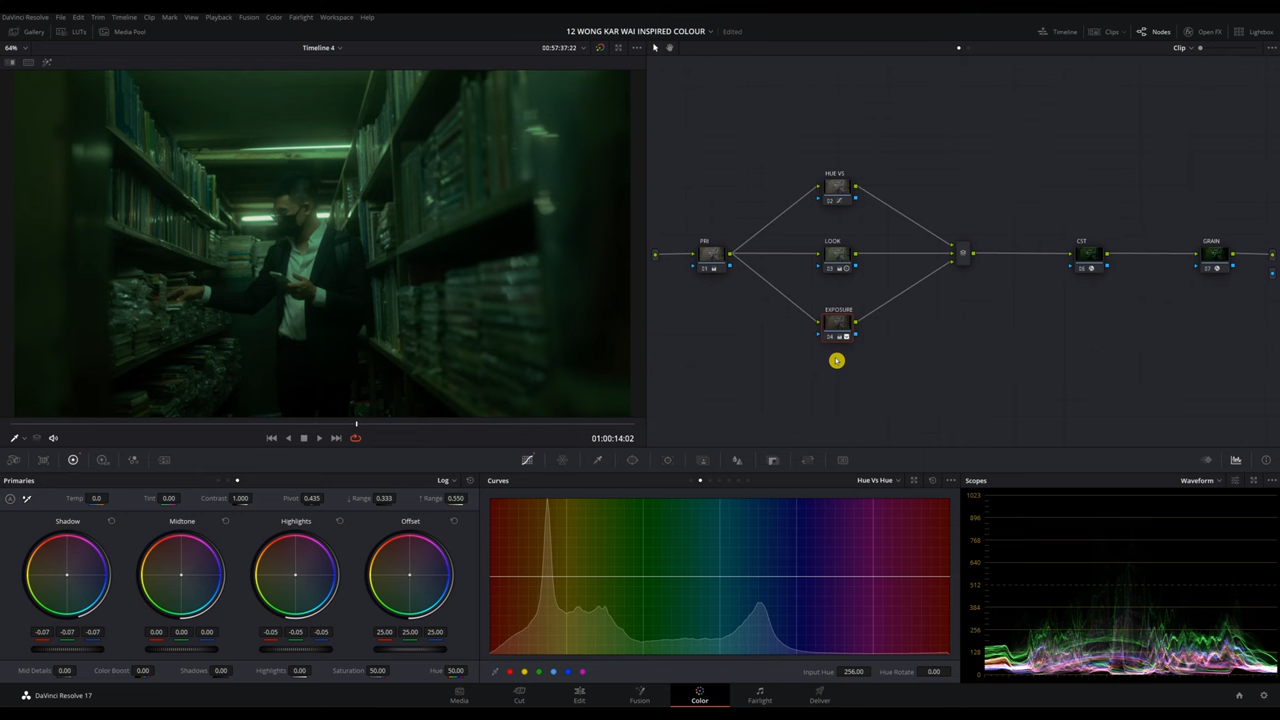 DaVinci Resolve File Edit Trim Timeline Clip Mark View Playback Fusion Color Fairlight Workspace Help
Gallery LUTs Media Pool 12 WONG KAR WAI INSPIRED COLOUR Edited Timeline Clips Nodes Open FX Lightbox
64% Timeline 4 00:57:37:22 Clip
HUE VS
02
PRI LOOK CST GRAIN
01 03 06 07
EXPOSURE
04
01:00:14:02
Primaries Log Curves Hue Vs Hue Scopes Waveform
Temp 0.0 Tint 0.00 Contrast 1.000 Pivot 0.435 Range 0.333 Range 0.550
Shadow Midtone Highlights Offset
-0.07 -0.07 -0.07 0.00 0.00 0.00 -0.05 -0.05 -0.05 25.00 25.00 25.00
Mid Details 0.00 Color Boost 0.00 Shadows 0.00 Highlights 0.00 Saturation 50.00 Hue 50.00
Input Hue 256.00 Hue Rotate 0.00
1023
896
768
640
512
384
256
128
0
DaVinci Resolve 17 Media Cut Edit Fusion Color Fairlight Deliver